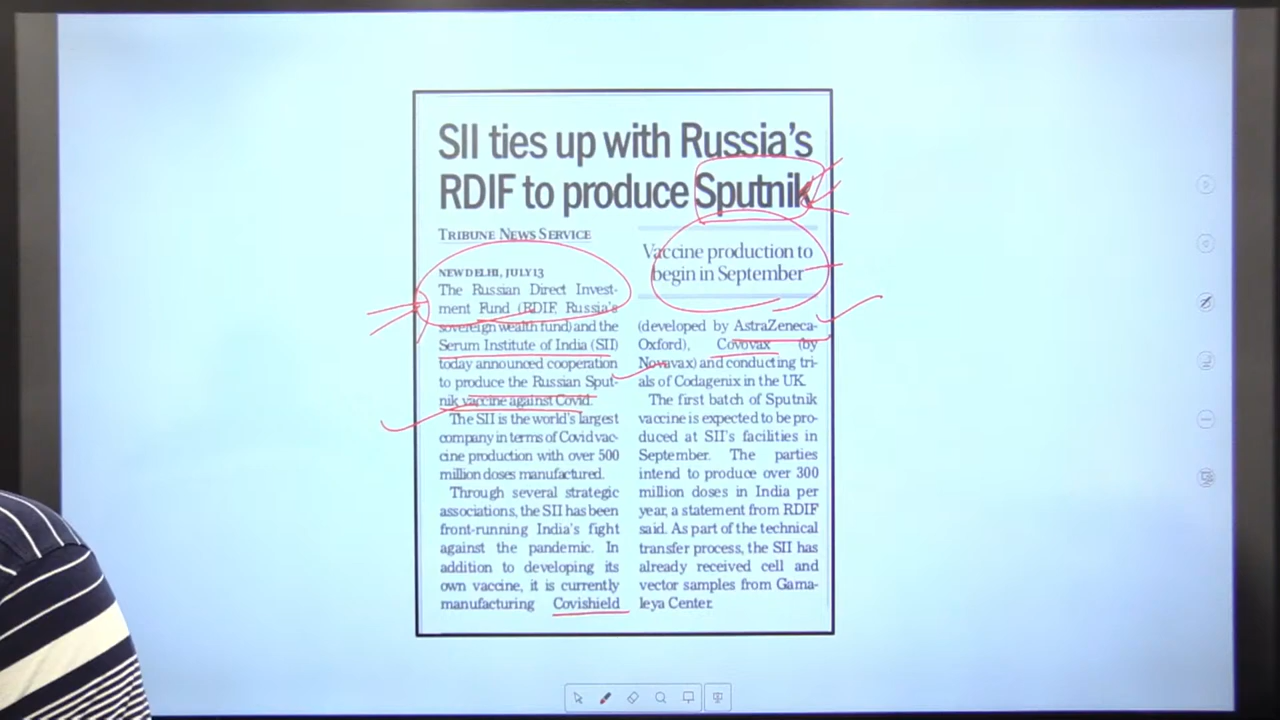 SII ties up with Russia's
RDIF to produce Sputnik
TRIBUNE NEWS SERVICE
NEW DELHI, JULY 13
The Russian Direct Invest-
ment Fund (RDIF, Russia's
sovereign wealth fund) and the
Serum Institute of India (SII)
today announced cooperation
to produce the Russian Sput-
nik vaccine against Covid.
The SII is the world's largest
company in terms of Covid vac-
cine production with over 500
million doses manufactured.
Through several strategic
associations, the SII has been
front-running India's fight
against the pandemic. In
addition to developing its
own vaccine, it is currently
manufacturing Covishield
Vaccine production to
begin in September
(developed by AstraZeneca-
Oxford), Covovax (by
Novavax) and conducting tri-
als of Codagenix in the UK.
The first batch of Sputnik
vaccine is expected to be pro-
duced at SII's facilities in
September. The parties
intend to produce over 300
million doses in India per
year, a statement from RDIF
said. As part of the technical
transfer process, the SII has
already received cell and
vector samples from Gama-
leya Center.